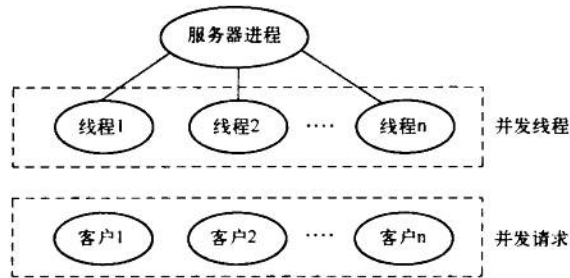 服务器进程
线程1 线程2 ···· 线程n 并发线程
客户1 客户2 ···· 客户n 并发请求